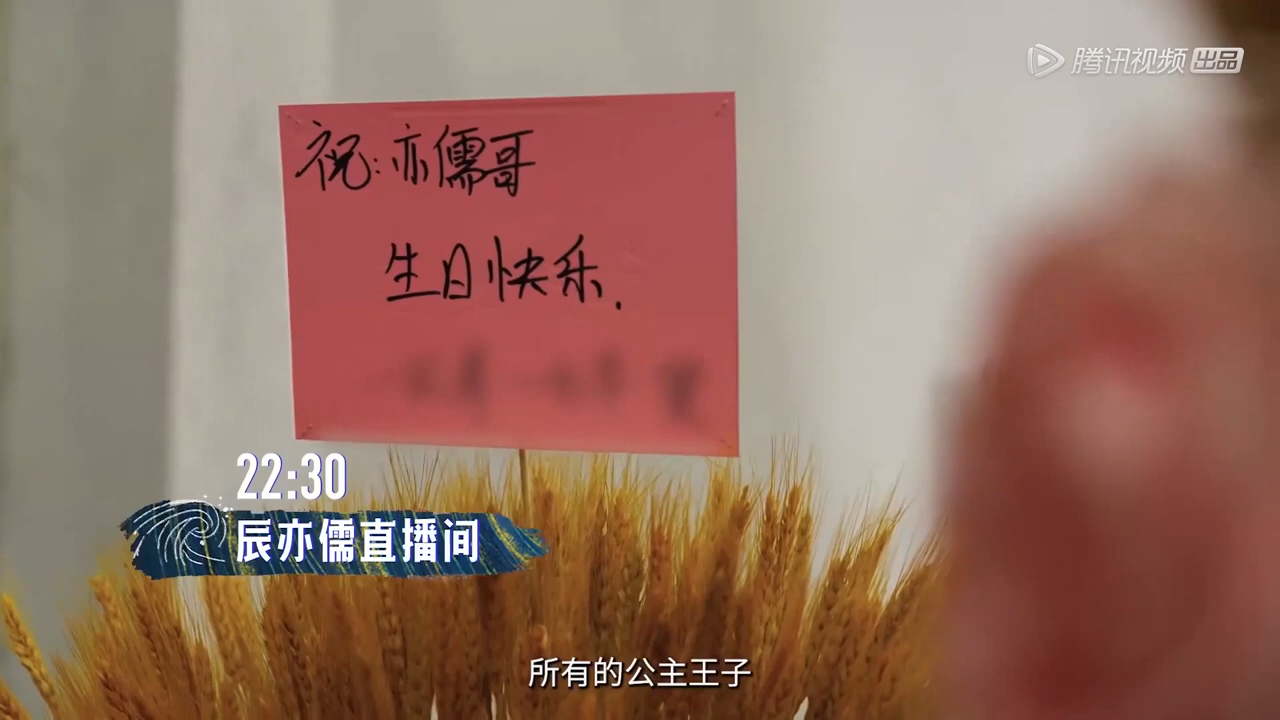 腾讯视频 出品
祝:亦儒哥
生日快乐.
22:30
辰亦儒直播间
所有的公主王子